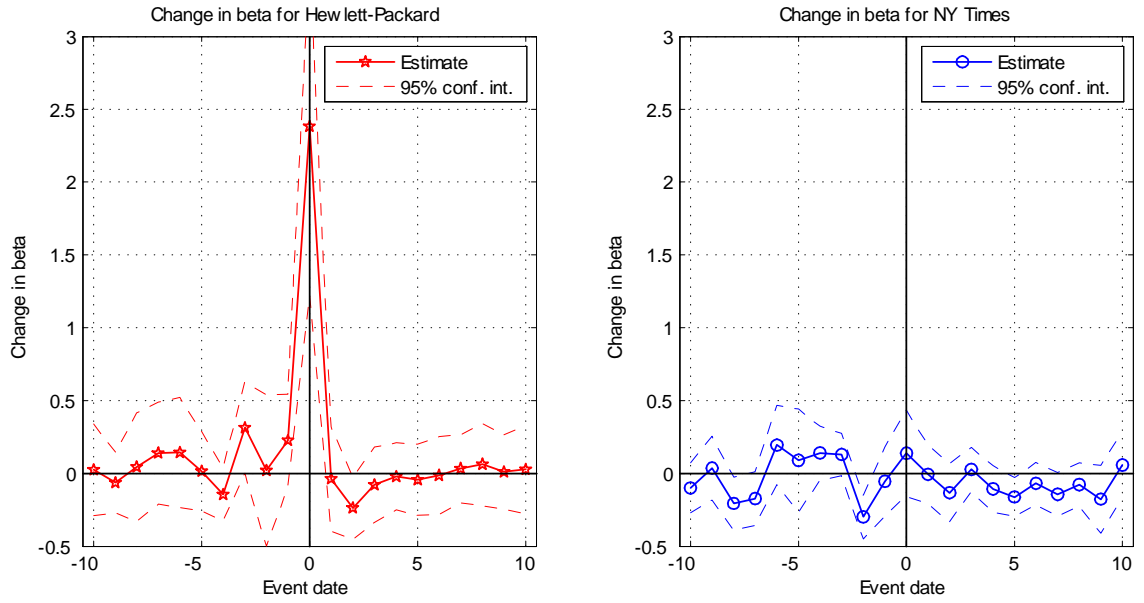 Change in beta for Hewlett-Packard
3
2.5
2
1.5
1
0.5
0
-0.5
-10
-5
0
5
10
Change in beta
Event date
Estimate
95% conf. int.
Change in beta for NY Times
3
2.5
2
1.5
1
0.5
0
-0.5
-10
-5
0
5
10
Change in beta
Event date
Estimate
95% conf. int.